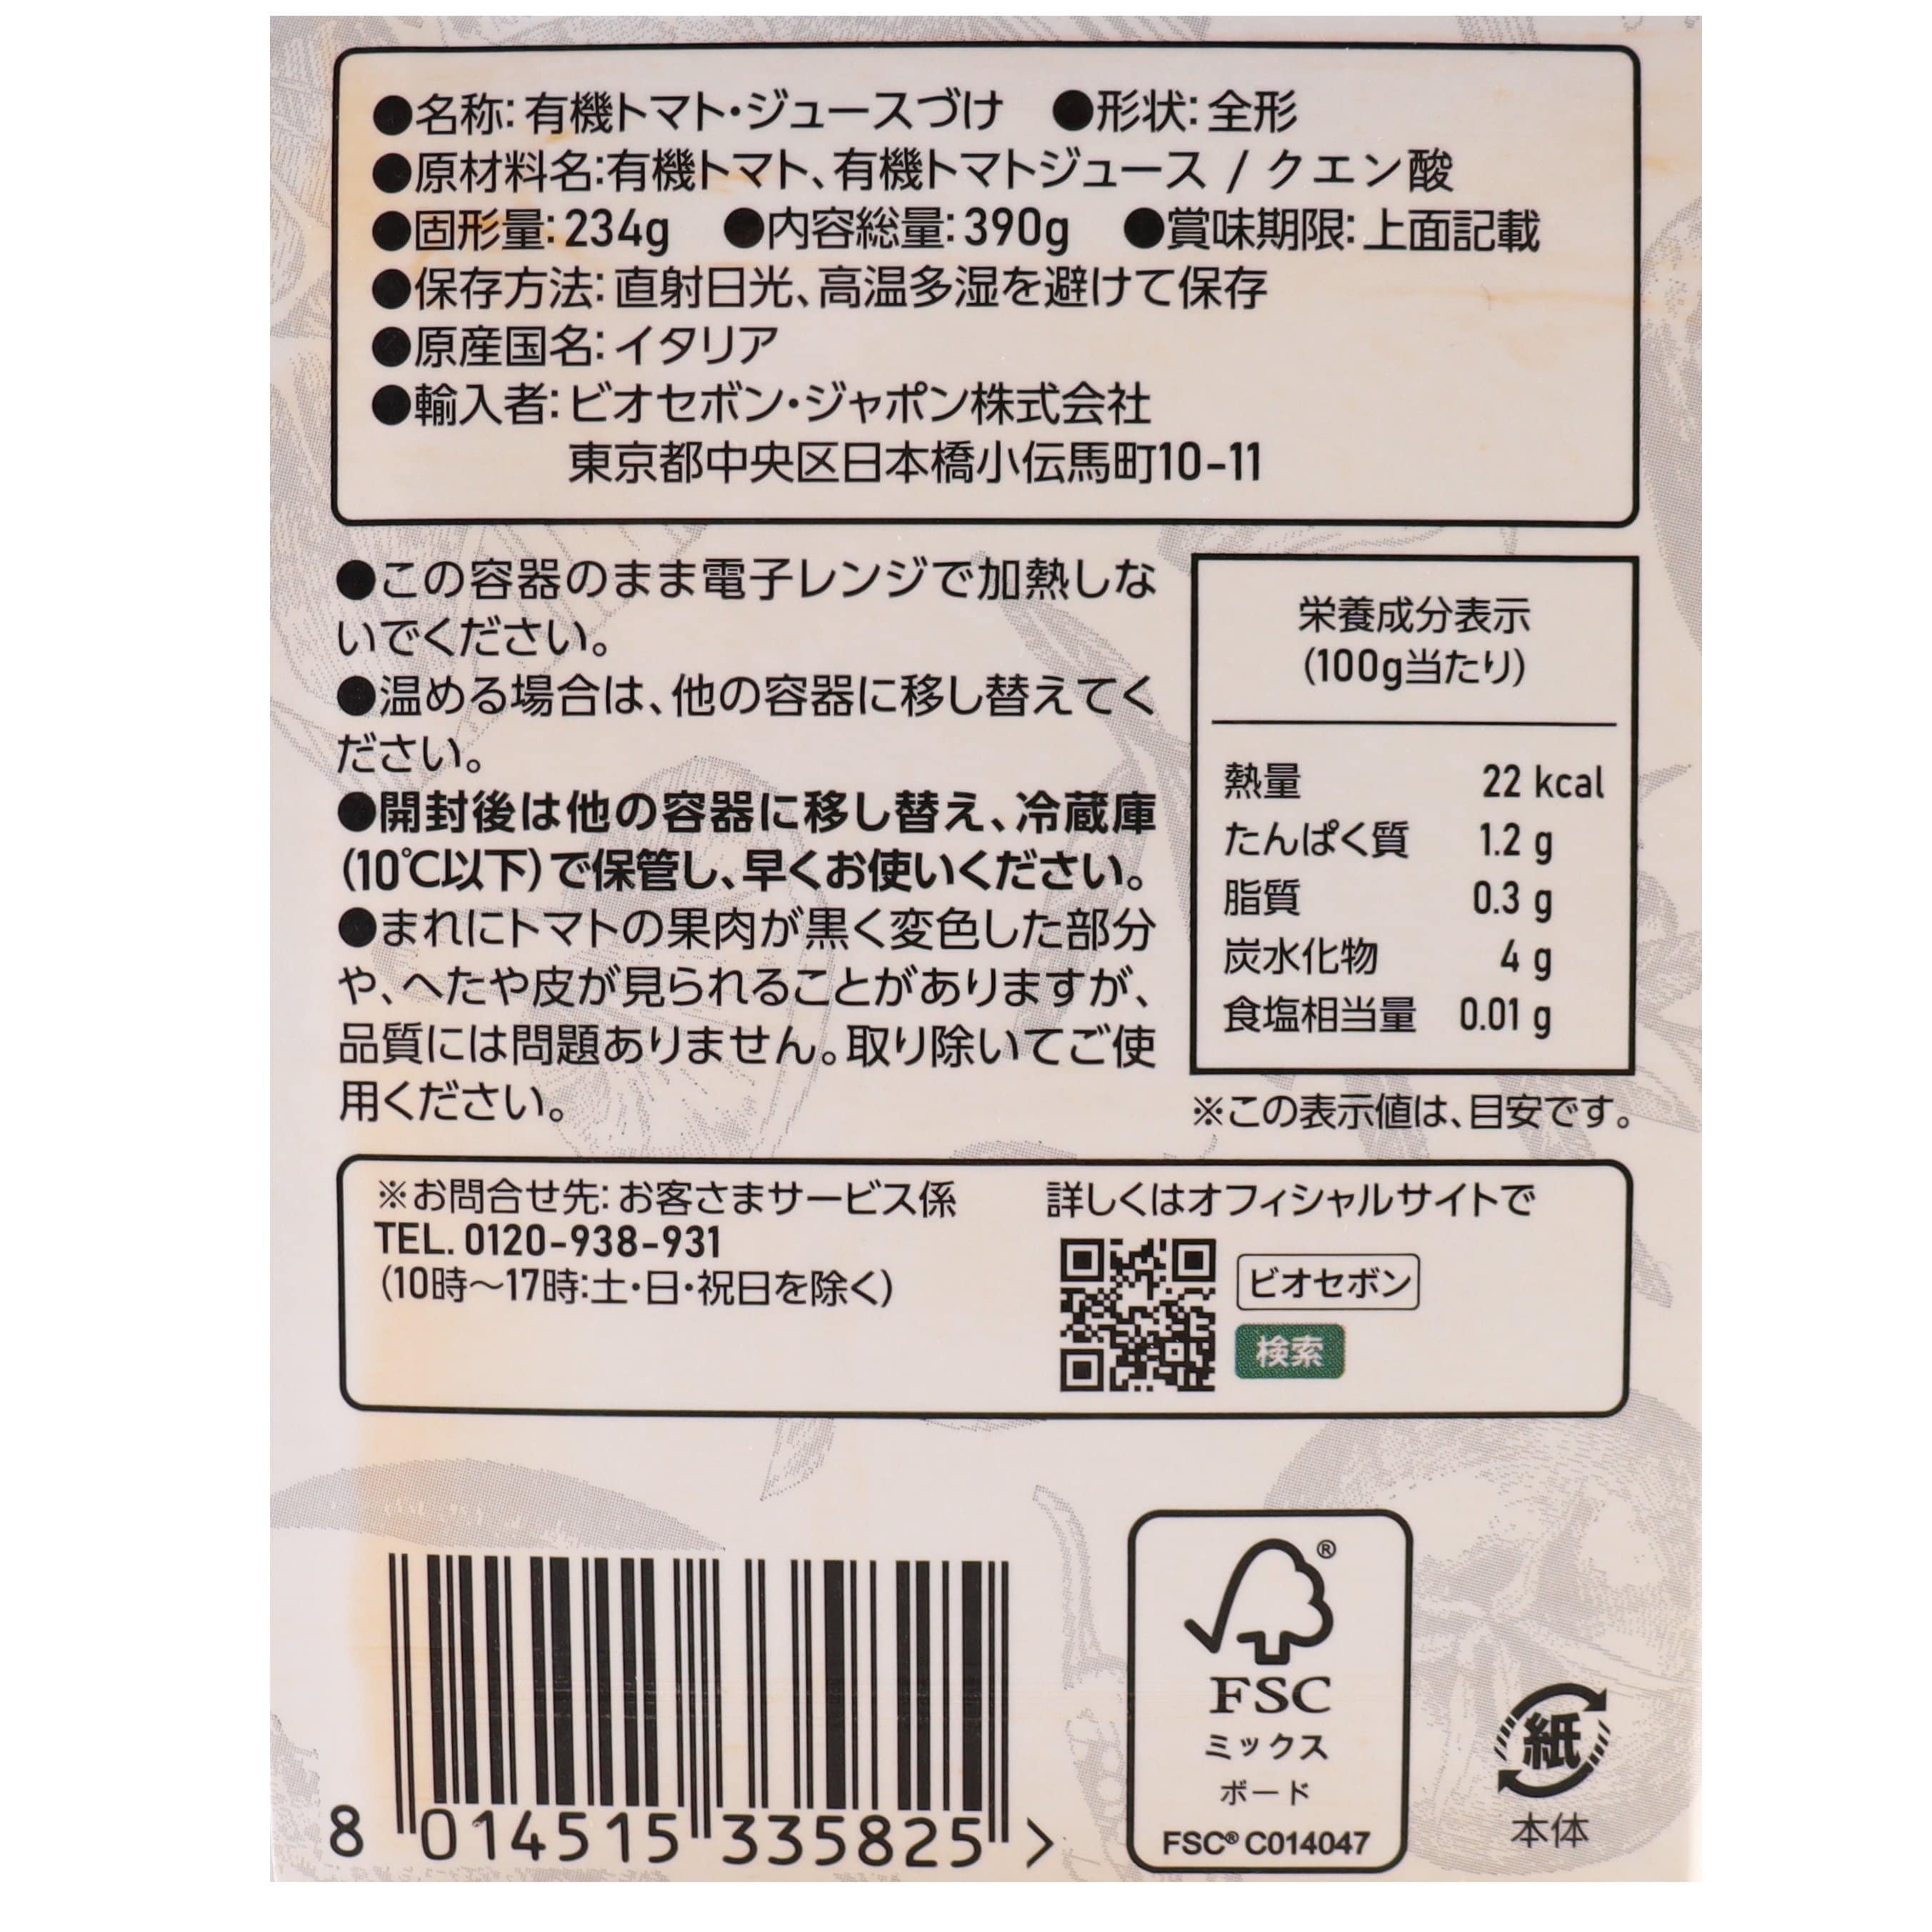 ●名称:有機トマト・ジュースづけ ●形状:全形
●原材料名:有機トマト、有機トマトジュース / クエン酸
●固形量:234g ●内容総量:390g ●賞味期限:上面記載
●保存方法:直射日光、高温多湿を避けて保存
●原産国名:イタリア
●輸入者:ビオセボン・ジャポン株式会社
東京都中央区日本橋小伝馬町10-11
●この容器のまま電子レンジで加熱しな
いでください。
●温める場合は、他の容器に移し替えてく
ださい。
●開封後は他の容器に移し替え、冷蔵庫
(10℃以下)で保管し、早くお使いください。
●まれにトマトの果肉が黒く変色した部分
や、へたや皮が見られることがありますが、
品質には問題ありません。取り除いてご使
用ください。
栄養成分表示
(100g当たり)
熱量 22 kcal
たんぱく質 1.2 g
脂質 0.3 g
炭水化物 4 g
食塩相当量 0.01 g
※この表示値は、目安です。
※お問合せ先:お客さまサービス係
TEL. 0120-938-931
(10時〜17時:土・日・祝日を除く)
詳しくはオフィシャルサイトで
ビオセボン
検索
8 014515 335825 >
®
FSC
ミックス
ボード
FSC® C014047
紙
本体